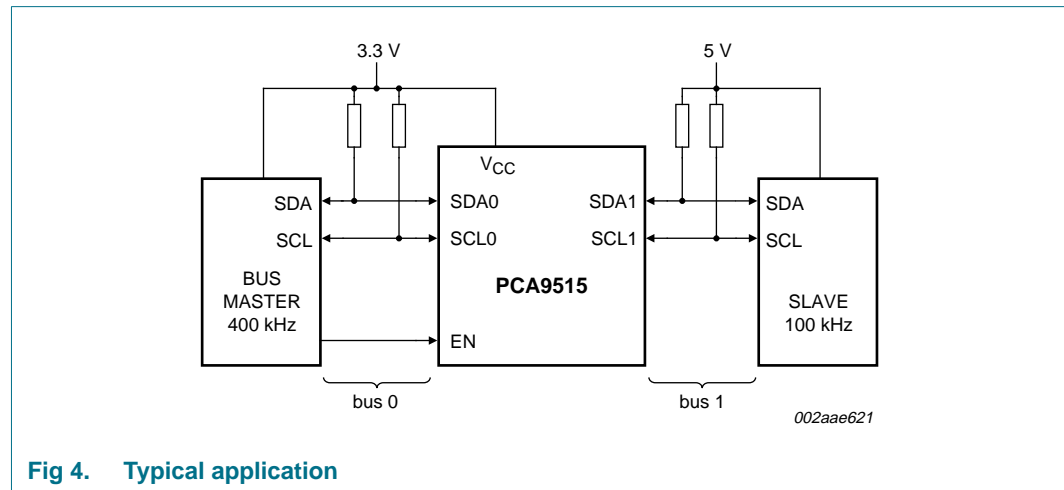 3.3 V
5 V
VCC
SDA
SDA0
SDA1
SDA
SCL
SCL0
SCL1
SCL
BUS
MASTER
400 kHz
PCA9515
SLAVE
100 kHz
EN
bus 0
bus 1
002aae621
Fig 4. Typical application